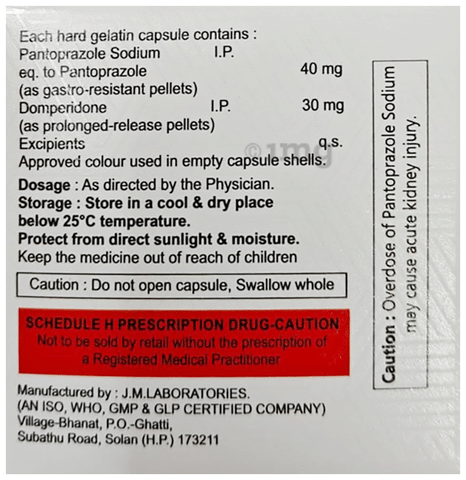 Each hard gelatin capsule contains :
Pantoprazole Sodium I.P.
eq. to Pantoprazole 40 mg
(as gastro-resistant pellets)
Domperidone I.P. 30 mg
(as prolonged-release pellets)
Excipients q.s.
Approved colour used in empty capsule shells.
Dosage : As directed by the Physician.
Storage : Store in a cool & dry place
below 25°C temperature.
Protect from direct sunlight & moisture.
Keep the medicine out of reach of children
Caution : Do not open capsule, Swallow whole
SCHEDULE H PRESCRIPTION DRUG-CAUTION
Not to be sold by retail without the prescription of
a Registered Medical Practitioner
Manufactured by : J.M.LABORATORIES.
(AN ISO, WHO, GMP & GLP CERTIFIED COMPANY)
Village-Bhanat, P.O.-Ghatti,
Subathu Road, Solan (H.P.) 173211
Caution : Overdose of Pantoprazole Sodium
may cause acute kidney injury.
©1mg